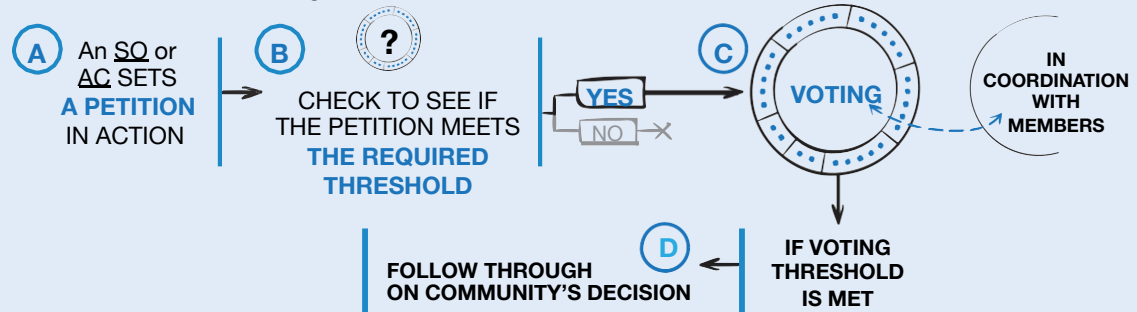 A
An SO or
AC SETS
A PETITION
IN ACTION
B
?
CHECK TO SEE IF
THE PETITION MEETS
THE REQUIRED
THRESHOLD
YES
NO
C
VOTING
IN
COORDINATION
WITH
MEMBERS
IF VOTING
THRESHOLD
IS MET
D
FOLLOW THROUGH
ON COMMUNITY'S DECISION